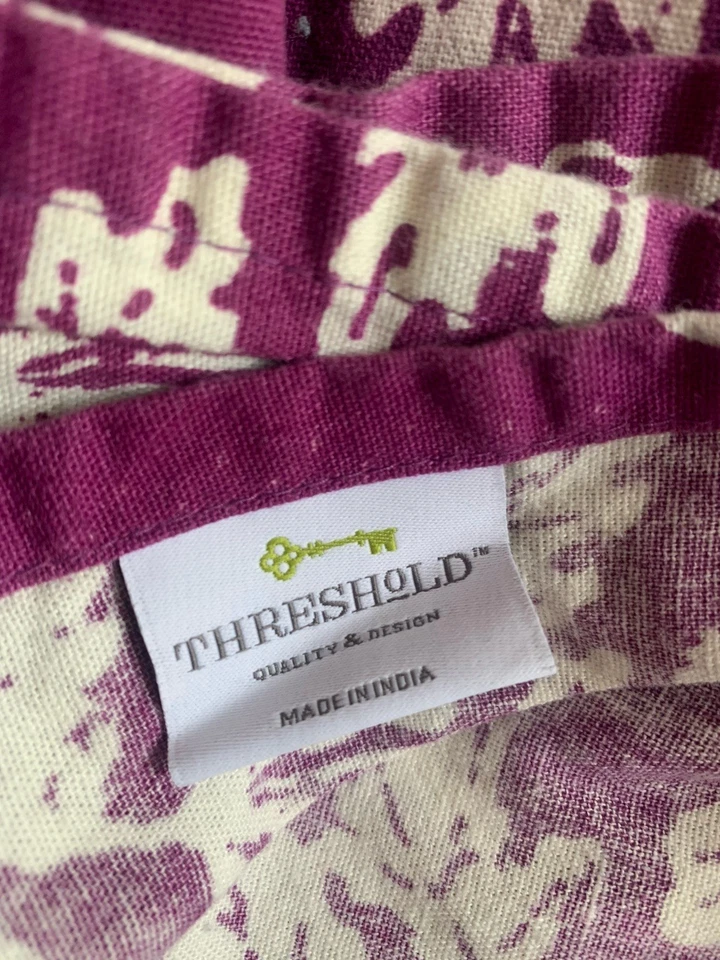 THRESHOLD™
QUALITY & DESIGN
MADE IN INDIA